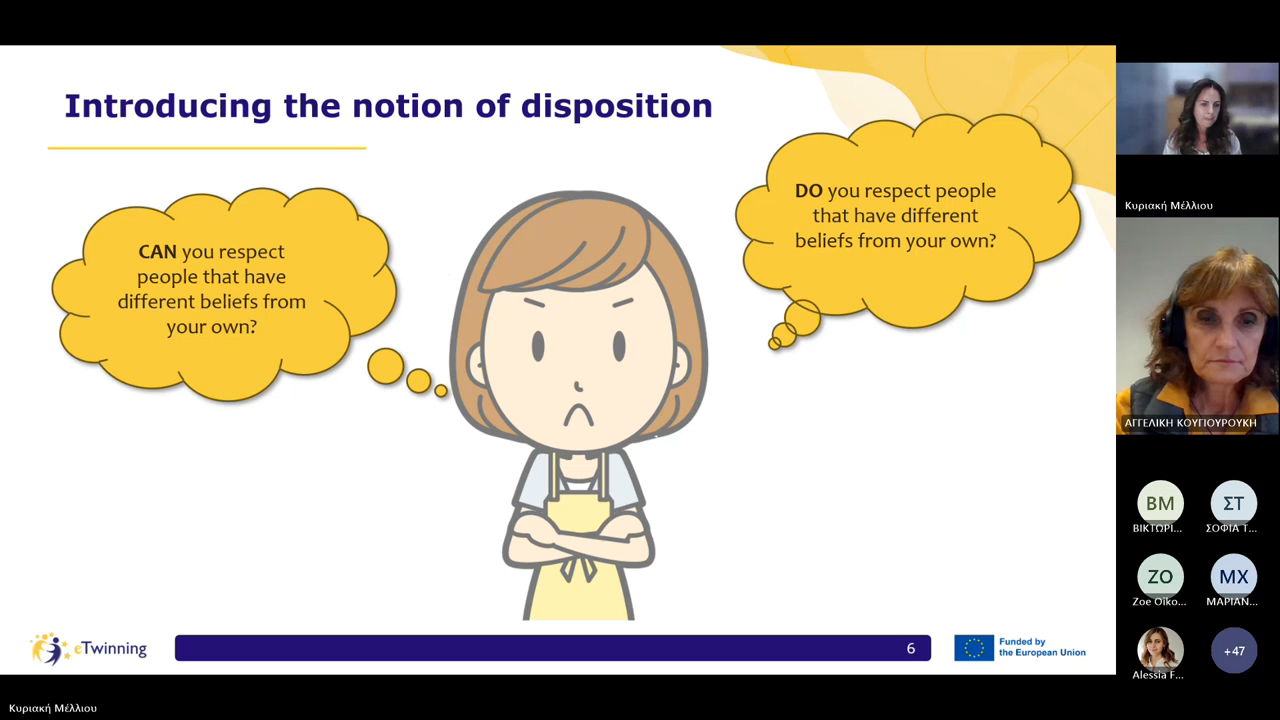 Introducing the notion of disposition
CAN you respect
people that have
different beliefs from
your own?
DO you respect people
that have different
beliefs from your own?
eTwinning
6
Funded by
the European Union
Κυριακή Μέλλιου
ΑΓΓΕΛΙΚΗ ΚΟΥΓΙΟΥΡΟΥΚΗ
ΒΜ
ΒΙΚΤΩΡΙ...
ΣΤ
ΣΟΦΙΑ Τ...
ZO
Zoe Oiko...
ΜΧ
ΜΑΡΙΑΝ...
Alessia F...
+47
Κυριακή Μέλλιου